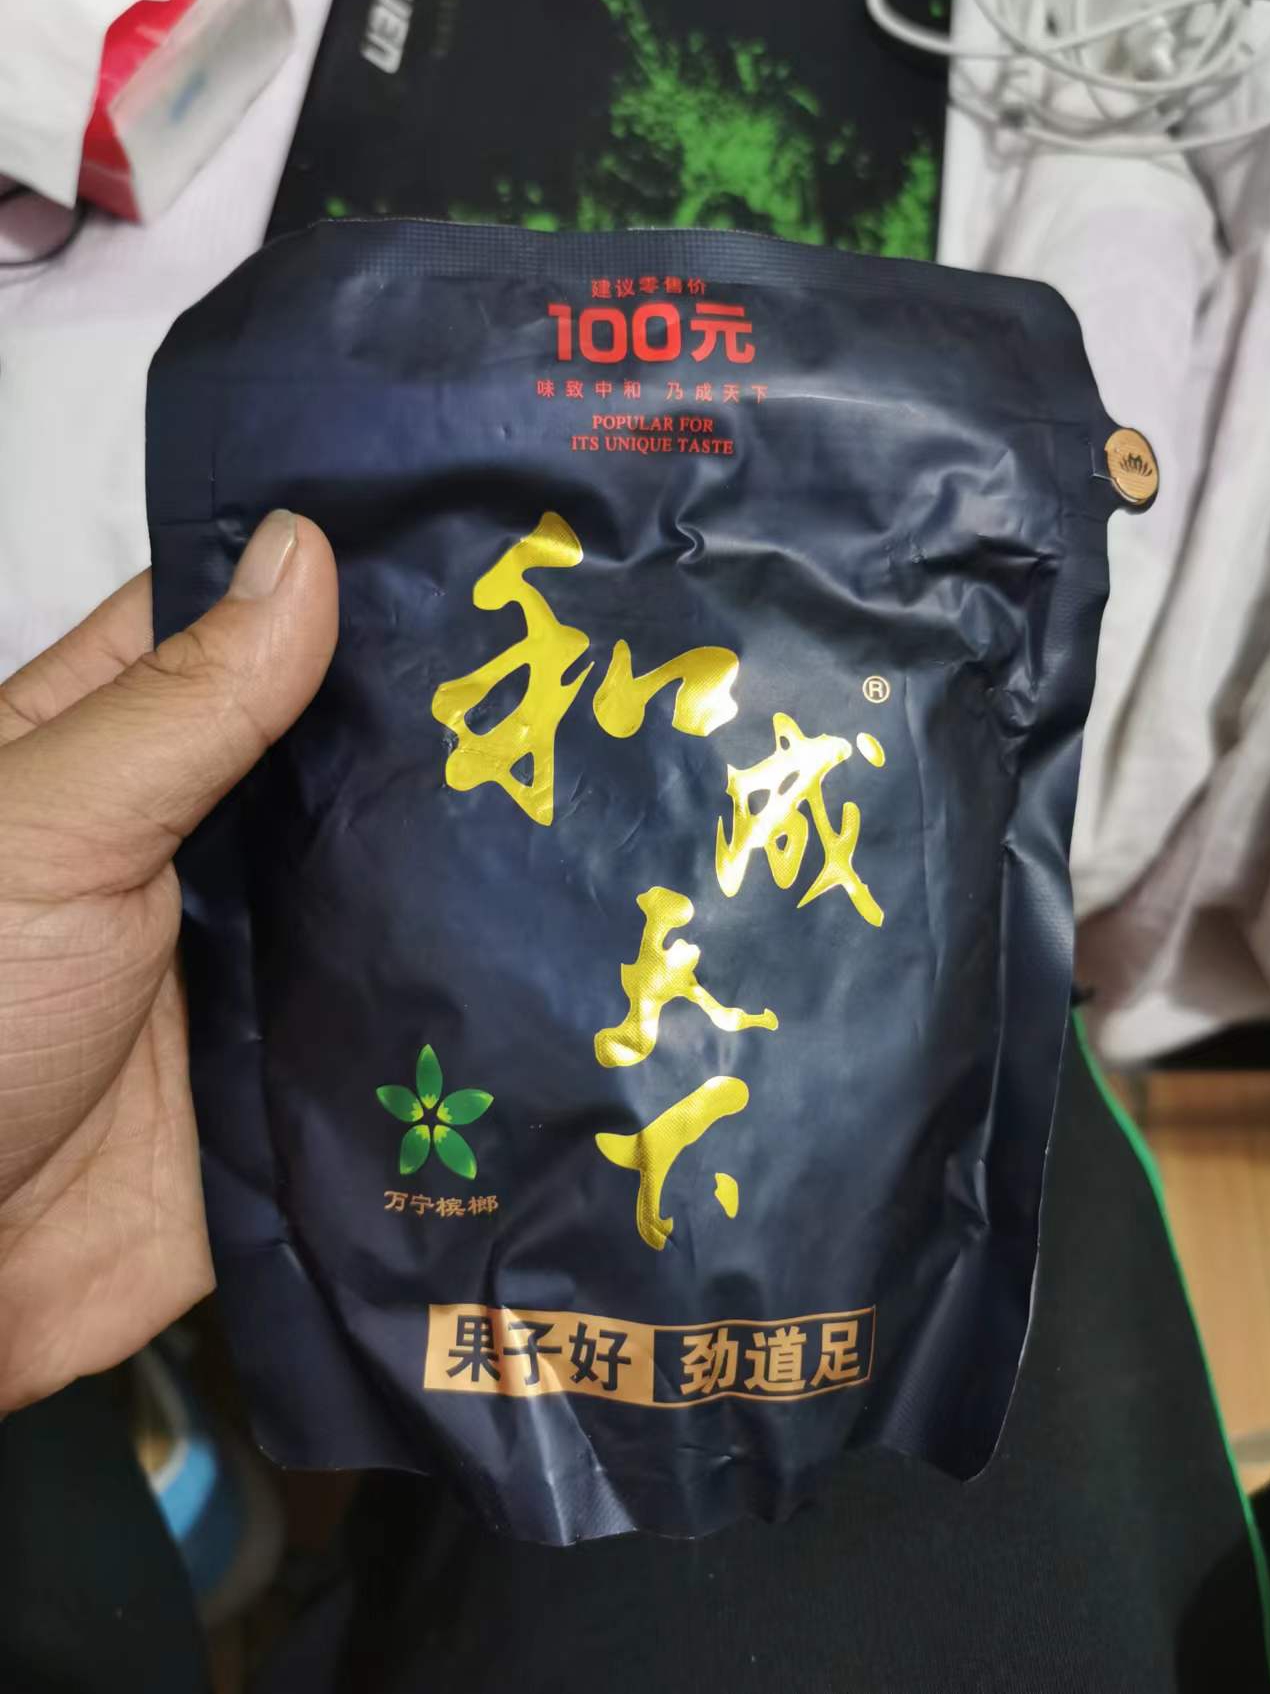 UEN
建议零售价
100元
味致中和 乃成天下
POPULAR FOR
ITS UNIQUE TASTE
和成天下
®
万宁槟榔
果子好 劲道足